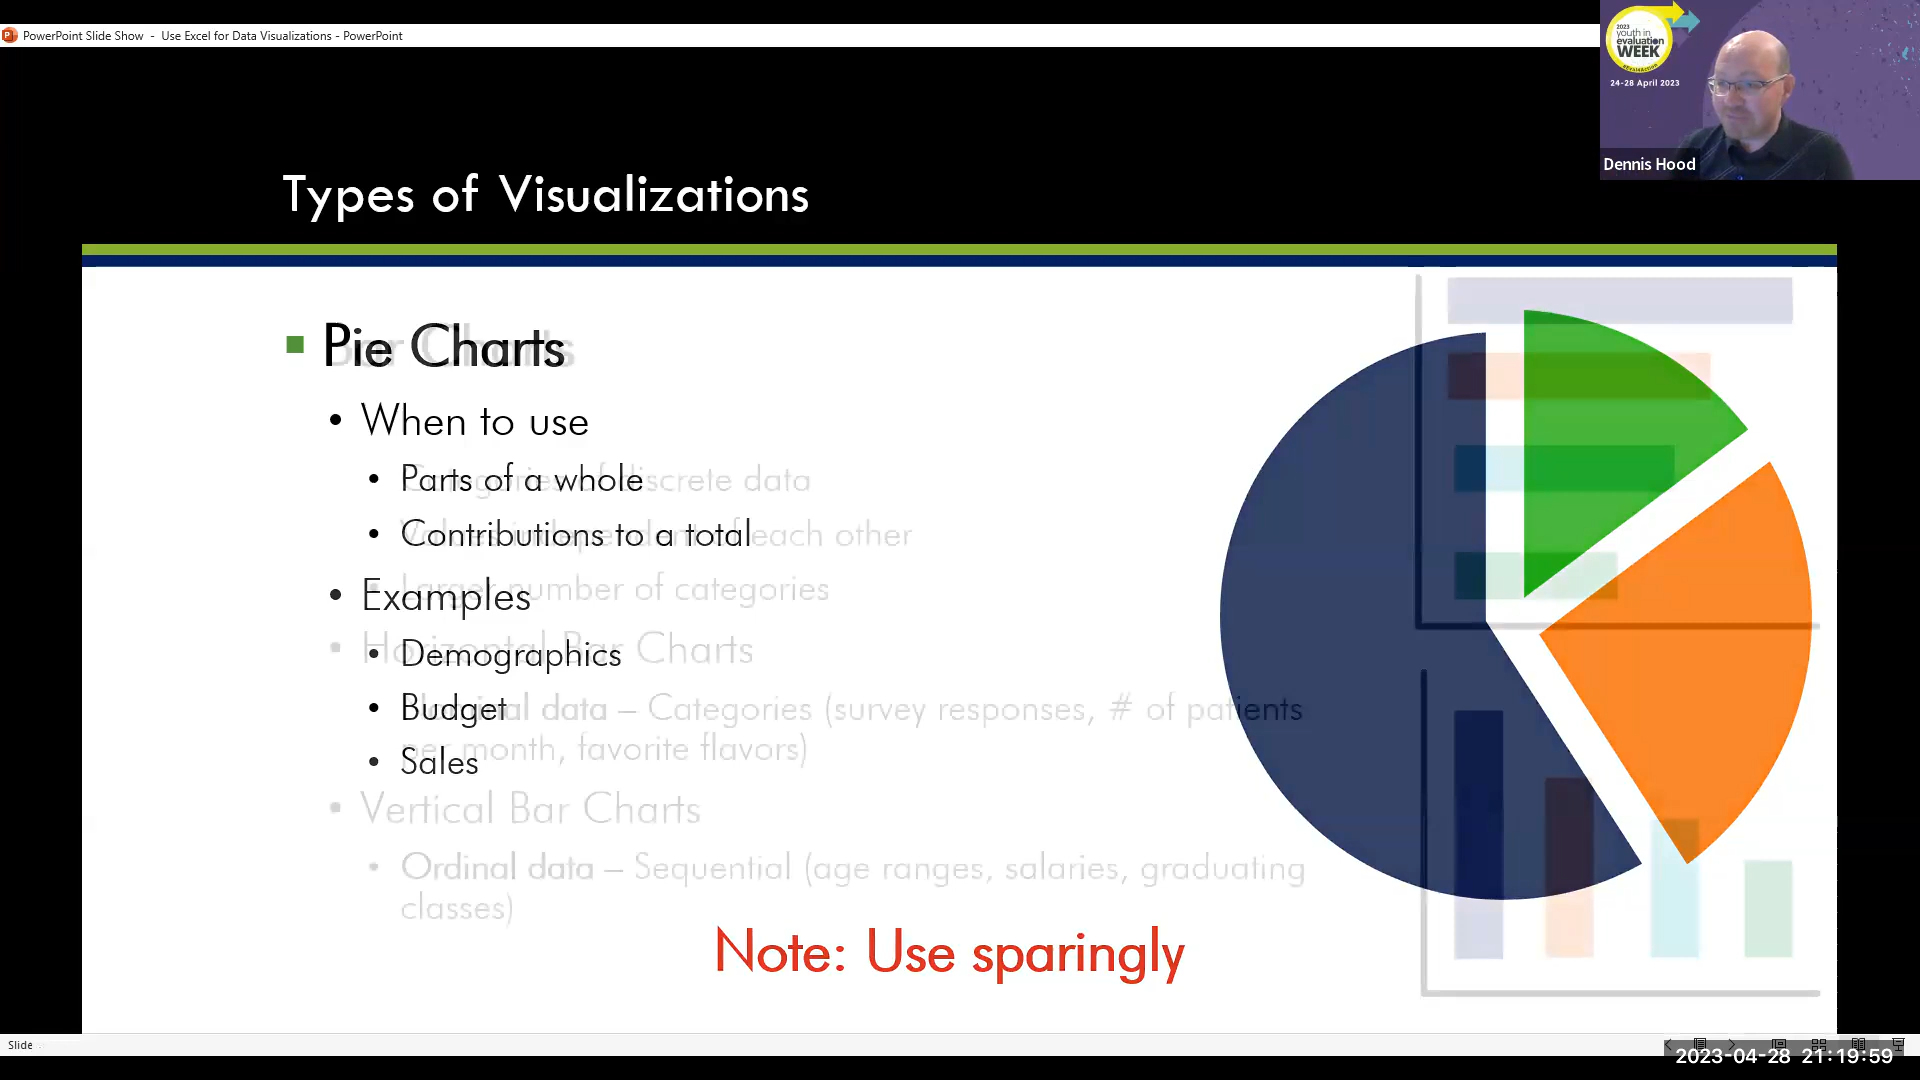 PowerPoint Slide Show - Use Excel for Data Visualizations - PowerPoint
2023
youth in
evaluation
WEEK
24-28 April 2023
Dennis Hood
Types of Visualizations
Pie Charts
Bar Charts
When to use
Parts of a whole
Categories of discrete data
Contributions to a total
Values independent of each other
Larger number of categories
Examples
Horizontal Bar Charts
Demographics
Budget
Nominal data – Categories (survey responses, # of patients
per month, favorite flavors)
Sales
Vertical Bar Charts
Ordinal data – Sequential (age ranges, salaries, graduating
classes)
Note: Use sparingly
Slide
2023-04-28 21:19:59